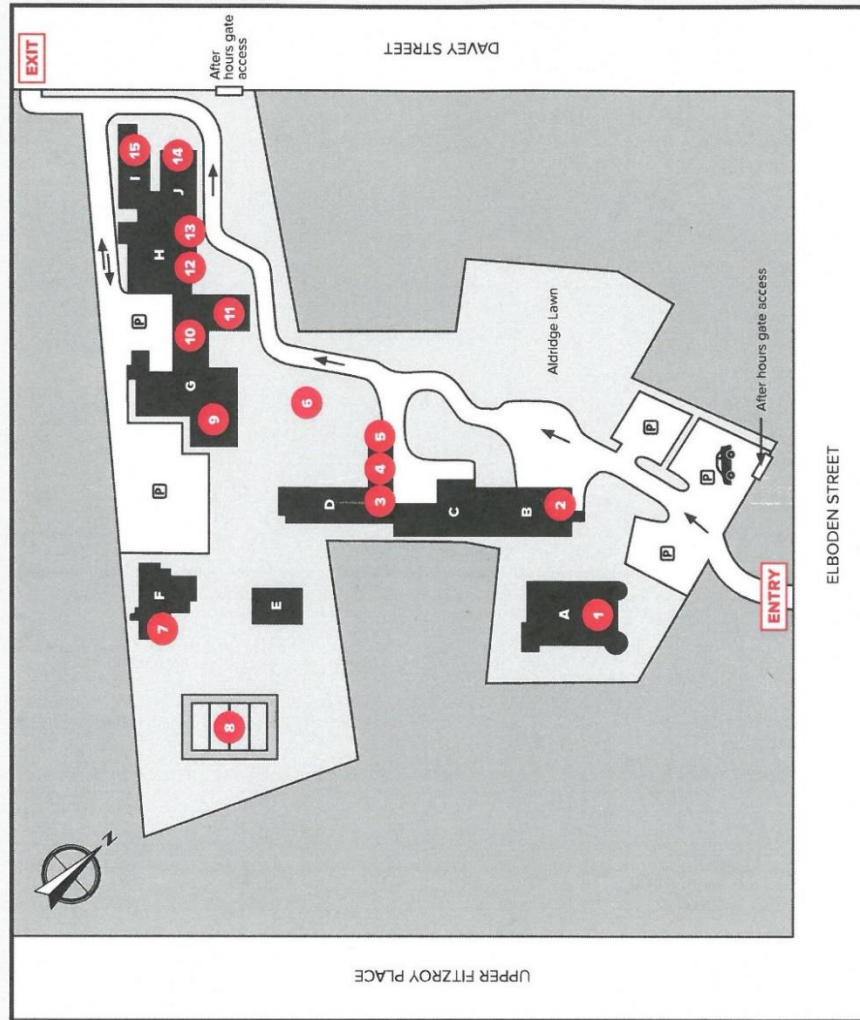 EXIT
DAVEY STREET
After
hours gate
access
15
I
14
J
13
H
12
11
10
P
G
9
6
P
5
4
3
D
C
B
2
Aldridge Lawn
After hours gate access
P
P
P
F
7
E
A
1
ENTRY
8
N
ELBODEN STREET
UPPER FITZROY PLACE